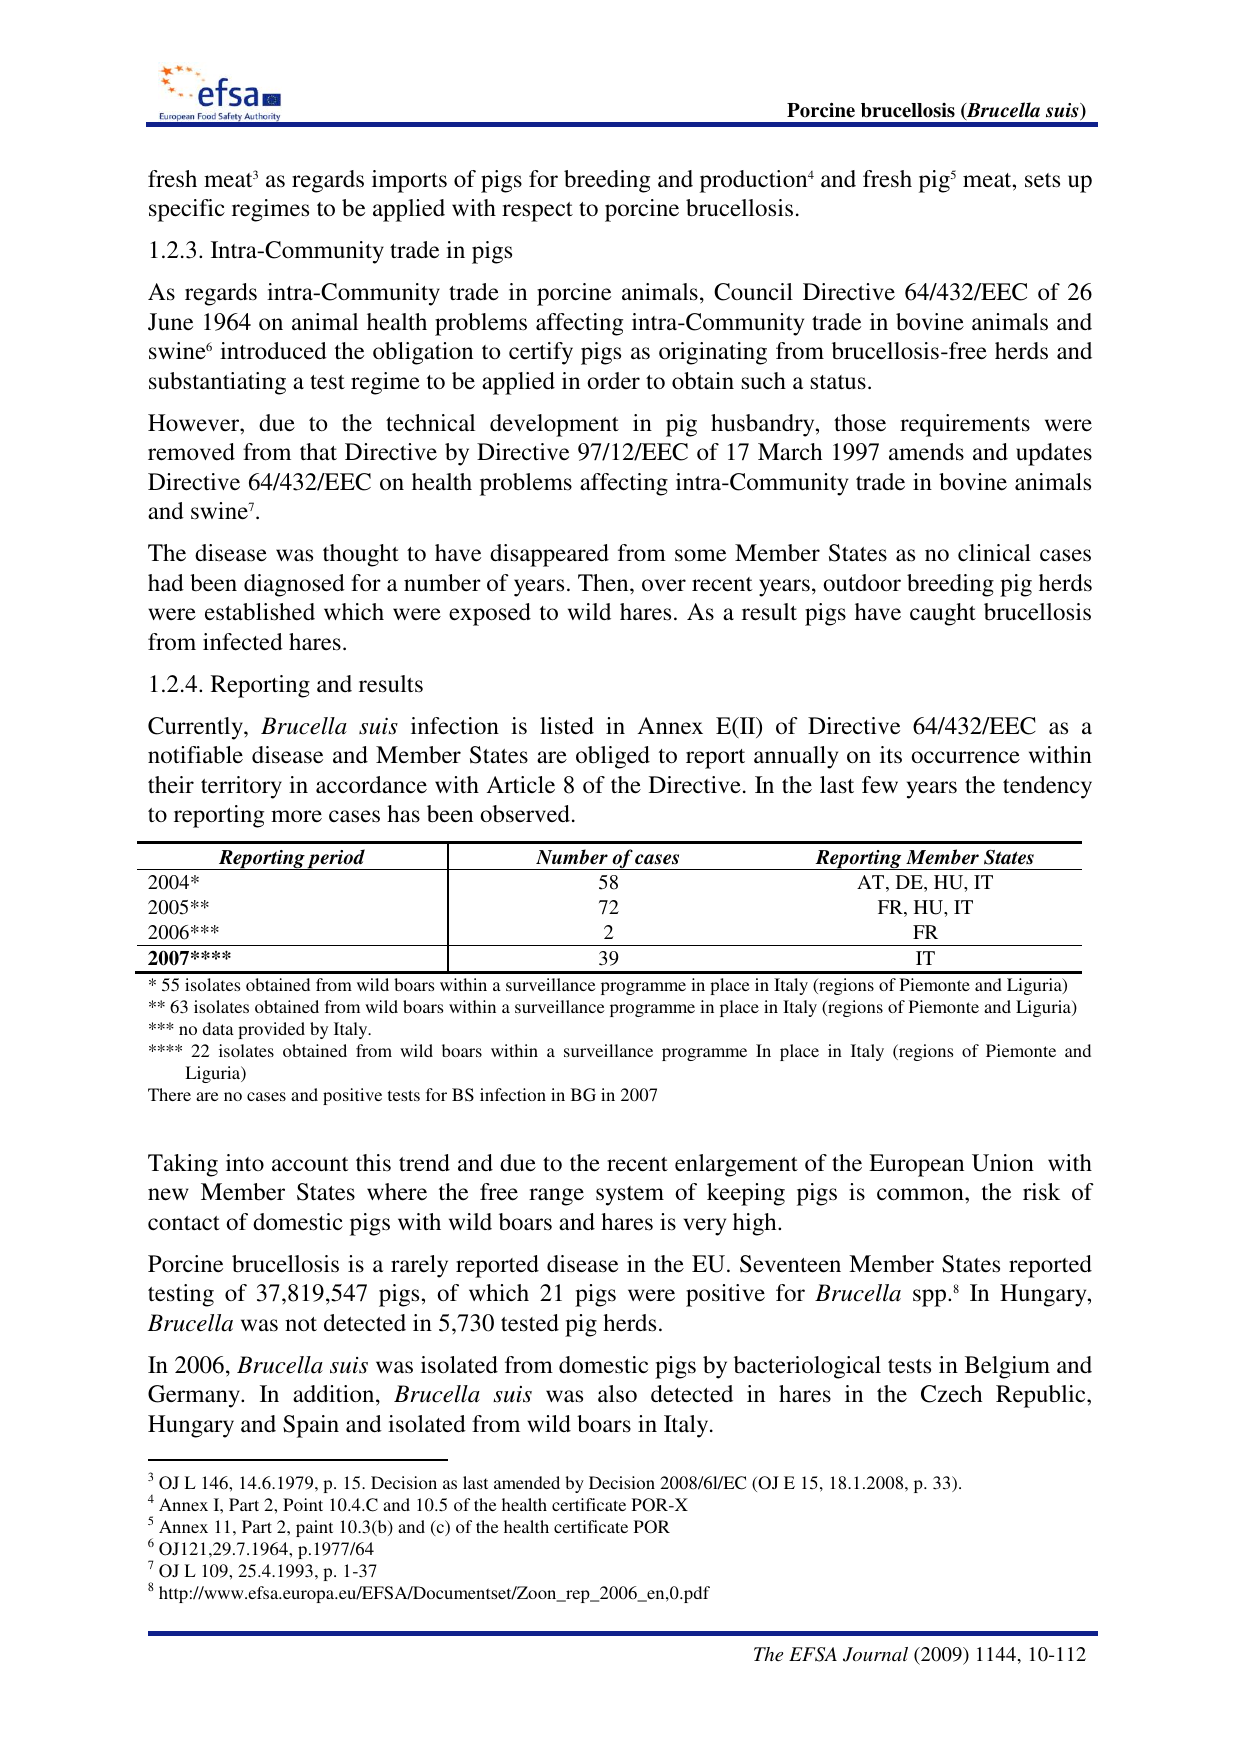 efsa
European Food Safety Authority
Porcine brucellosis (Brucella suis)
fresh meat3 as regards imports of pigs for breeding and production4 and fresh pig5 meat, sets up
specific regimes to be applied with respect to porcine brucellosis.
1.2.3. Intra-Community trade in pigs
As regards intra-Community trade in porcine animals, Council Directive 64/432/EEC of 26
June 1964 on animal health problems affecting intra-Community trade in bovine animals and
swine6 introduced the obligation to certify pigs as originating from brucellosis-free herds and
substantiating a test regime to be applied in order to obtain such a status.
However, due to the technical development in pig husbandry, those requirements were
removed from that Directive by Directive 97/12/EEC of 17 March 1997 amends and updates
Directive 64/432/EEC on health problems affecting intra-Community trade in bovine animals
and swine7.
The disease was thought to have disappeared from some Member States as no clinical cases
had been diagnosed for a number of years. Then, over recent years, outdoor breeding pig herds
were established which were exposed to wild hares. As a result pigs have caught brucellosis
from infected hares.
1.2.4. Reporting and results
Currently, Brucella suis infection is listed in Annex E(II) of Directive 64/432/EEC as a
notifiable disease and Member States are obliged to report annually on its occurrence within
their territory in accordance with Article 8 of the Directive. In the last few years the tendency
to reporting more cases has been observed.
Reporting period Number of cases Reporting Member States
2004* 58 AT, DE, HU, IT
2005** 72 FR, HU, IT
2006*** 2 FR
2007**** 39 IT
* 55 isolates obtained from wild boars within a surveillance programme in place in Italy (regions of Piemonte and Liguria)
** 63 isolates obtained from wild boars within a surveillance programme in place in Italy (regions of Piemonte and Liguria)
*** no data provided by Italy.
**** 22 isolates obtained from wild boars within a surveillance programme In place in Italy (regions of Piemonte and
Liguria)
There are no cases and positive tests for BS infection in BG in 2007
Taking into account this trend and due to the recent enlargement of the European Union with
new Member States where the free range system of keeping pigs is common, the risk of
contact of domestic pigs with wild boars and hares is very high.
Porcine brucellosis is a rarely reported disease in the EU. Seventeen Member States reported
testing of 37,819,547 pigs, of which 21 pigs were positive for Brucella spp.8 In Hungary,
Brucella was not detected in 5,730 tested pig herds.
In 2006, Brucella suis was isolated from domestic pigs by bacteriological tests in Belgium and
Germany. In addition, Brucella suis was also detected in hares in the Czech Republic,
Hungary and Spain and isolated from wild boars in Italy.
3 OJ L 146, 14.6.1979, p. 15. Decision as last amended by Decision 2008/6l/EC (OJ E 15, 18.1.2008, p. 33).
4 Annex I, Part 2, Point 10.4.C and 10.5 of the health certificate POR-X
5 Annex 11, Part 2, paint 10.3(b) and (c) of the health certificate POR
6 OJ121,29.7.1964, p.1977/64
7 OJ L 109, 25.4.1993, p. 1-37
8 http://www.efsa.europa.eu/EFSA/Documentset/Zoon_rep_2006_en,0.pdf
The EFSA Journal (2009) 1144, 10-112